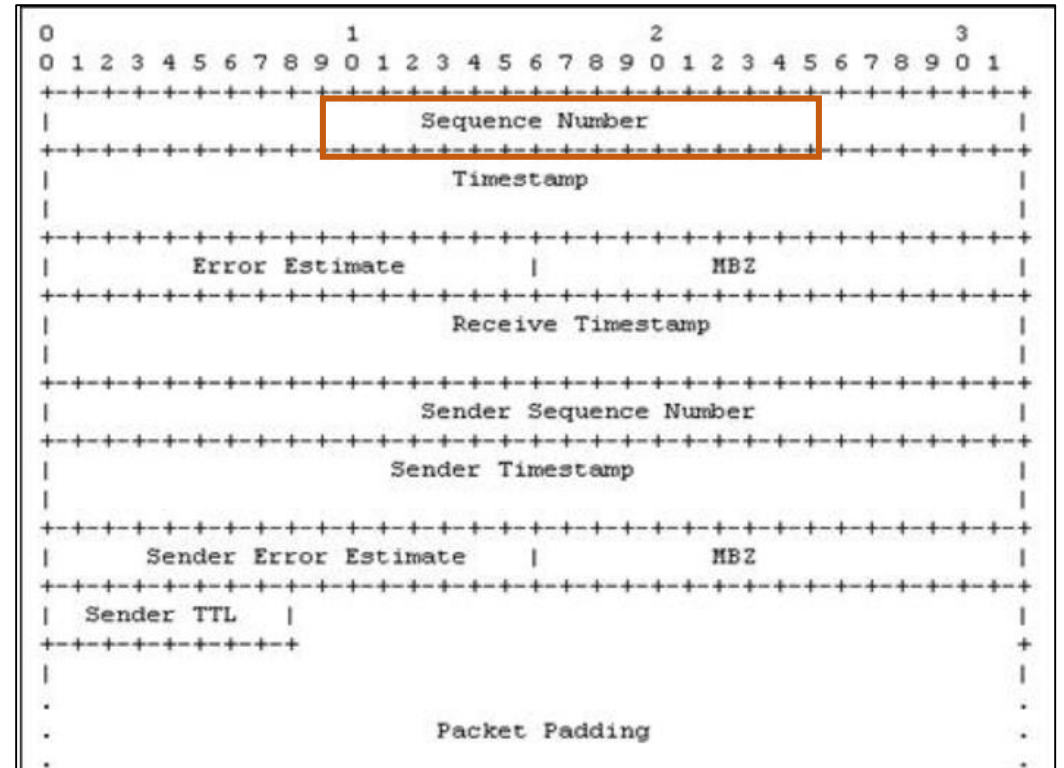 0                   1                   2                   3
0 1 2 3 4 5 6 7 8 9 0 1 2 3 4 5 6 7 8 9 0 1 2 3 4 5 6 7 8 9 0 1
+-+-+-+-+-+-+-+-+-+-+-+-+-+-+-+-+-+-+-+-+-+-+-+-+-+-+-+-+-+-+-+-+
|                        Sequence Number                        |
+-+-+-+-+-+-+-+-+-+-+-+-+-+-+-+-+-+-+-+-+-+-+-+-+-+-+-+-+-+-+-+-+
|                          Timestamp                            |
|                                                               |
+-+-+-+-+-+-+-+-+-+-+-+-+-+-+-+-+-+-+-+-+-+-+-+-+-+-+-+-+-+-+-+-+
|         Error Estimate        |           MBZ                 |
+-+-+-+-+-+-+-+-+-+-+-+-+-+-+-+-+-+-+-+-+-+-+-+-+-+-+-+-+-+-+-+-+
|                          Receive Timestamp                    |
|                                                               |
+-+-+-+-+-+-+-+-+-+-+-+-+-+-+-+-+-+-+-+-+-+-+-+-+-+-+-+-+-+-+-+-+
|                        Sender Sequence Number                 |
+-+-+-+-+-+-+-+-+-+-+-+-+-+-+-+-+-+-+-+-+-+-+-+-+-+-+-+-+-+-+-+-+
|                      Sender Timestamp                         |
|                                                               |
+-+-+-+-+-+-+-+-+-+-+-+-+-+-+-+-+-+-+-+-+-+-+-+-+-+-+-+-+-+-+-+-+
|      Sender Error Estimate    |           MBZ                 |
+-+-+-+-+-+-+-+-+-+-+-+-+-+-+-+-+-+-+-+-+-+-+-+-+-+-+-+-+-+-+-+-+
|  Sender TTL   |                                               |
+-+-+-+-+-+-+-+-+                                               +
|                                                               |
.                                                               .
.                         Packet Padding                        .
.                                                               .